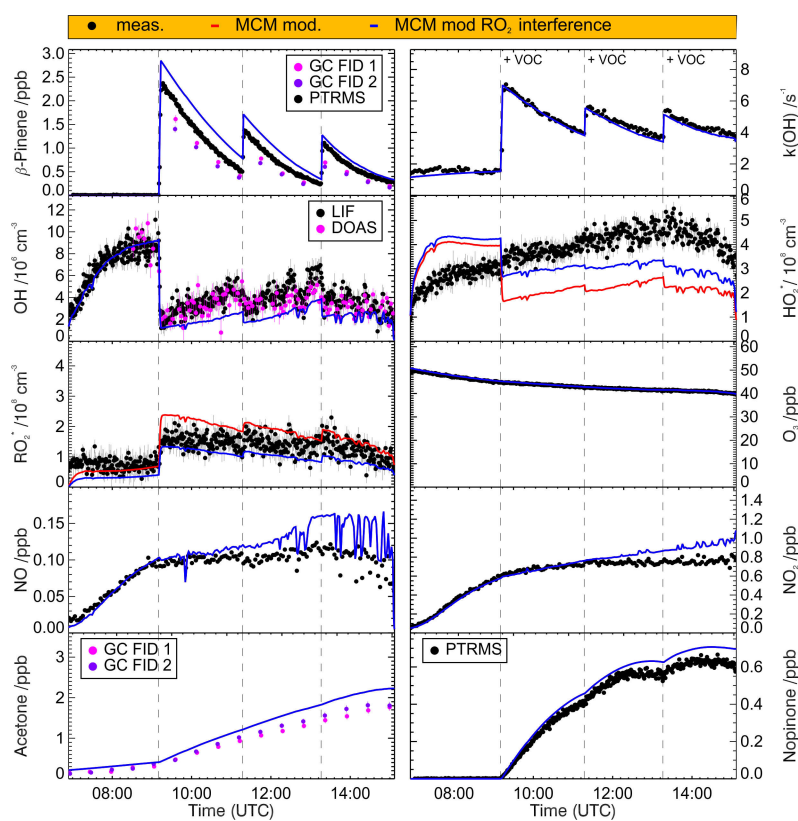 meas. MCM mod. MCM mod RO₂ interference
3.0
2.5
2.0
1.5
1.0
0.5
0.0
β-Pinene /ppb
GC FID 1
GC FID 2
PTRMS
+ VOC + VOC + VOC
8
6
4
2
0
k(OH) /s⁻¹
12
10
8
6
4
2
OH /10⁶ cm⁻³
LIF
DOAS
6
5
4
3
2
1
0
HO₂* /10⁸ cm⁻³
4
3
2
1
0
RO₂* /10⁸ cm⁻³
60
50
40
30
20
10
0
O₃ /ppb
0.15
0.10
0.05
0.00
NO /ppb
1.4
1.2
1.0
0.8
0.6
0.4
0.2
0.0
NO₂ /ppb
3
2
1
0
Acetone /ppb
GC FID 1
GC FID 2
08:00 10:00 12:00 14:00
Time (UTC)
PTRMS
0.6
0.4
0.2
0.0
Nopinone /ppb
08:00 10:00 12:00 14:00
Time (UTC)